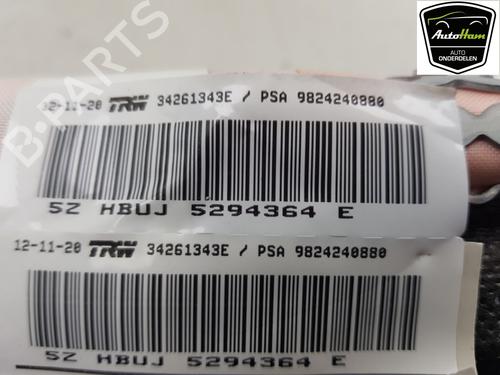 AutoHam
AUTO
ONDERDELEN
B-PARTS
12-11-20 TRW 34261343E / PSA 9824240880
5Z HBUJ 5294364 E
12-11-20 TRW 34261343E / PSA 9824240880
5Z HBUJ 5294364 E